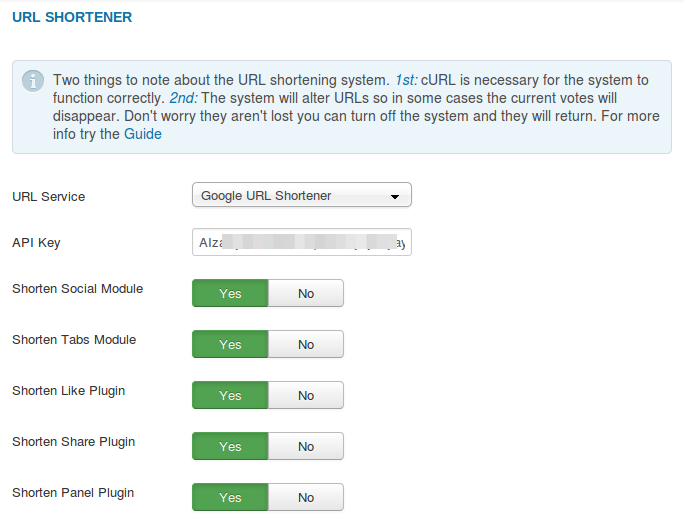 URL SHORTENER
Two things to note about the URL shortening system. 1st: cURL is necessary for the system to
function correctly. 2nd: The system will alter URLs so in some cases the current votes will
disappear. Don't worry they aren't lost you can turn off the system and they will return. For more
info try the Guide
URL Service Google URL Shortener
API Key
Shorten Social Module Yes No
Shorten Tabs Module Yes No
Shorten Like Plugin Yes No
Shorten Share Plugin Yes No
Shorten Panel Plugin Yes No